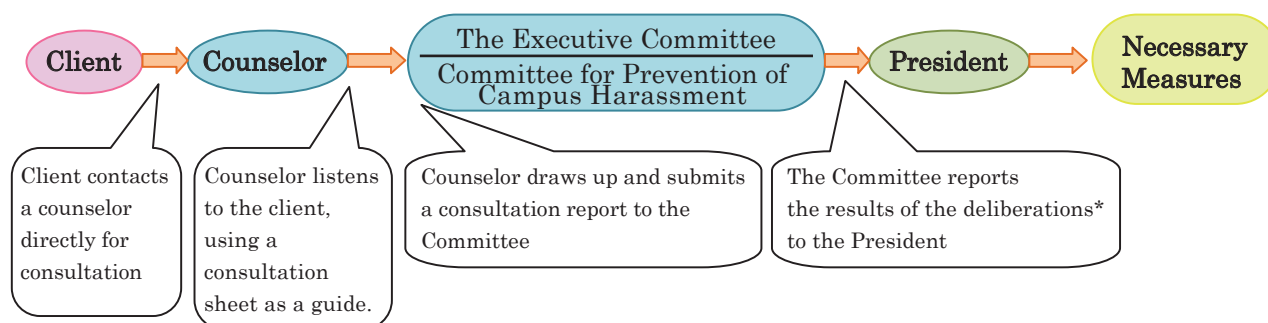 Client
Counselor
The Executive Committee
Committee for Prevention of
Campus Harassment
President
Necessary
Measures
Client contacts
a counselor
directly for
consultation
Counselor listens
to the client,
using a
consultation
sheet as a guide.
Counselor draws up and submits
a consultation report to the
Committee
The Committee reports
the results of the deliberations*
to the President